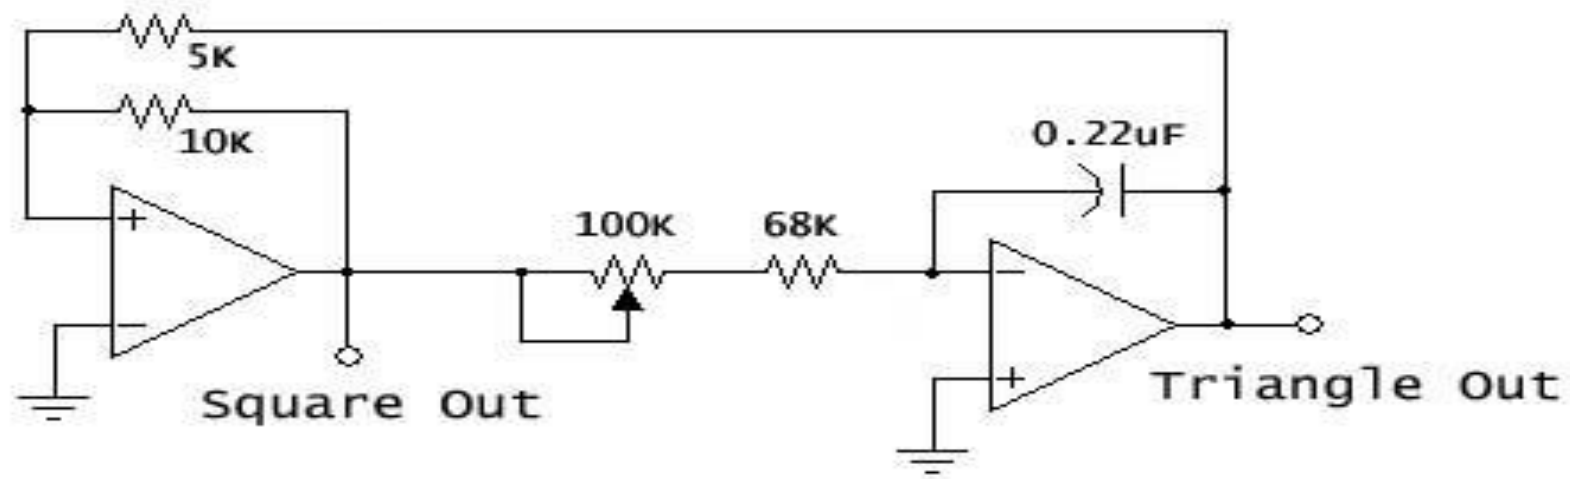 5K
10K
0.22uF
100K
68K
+
−
−
+
Square Out
Triangle Out